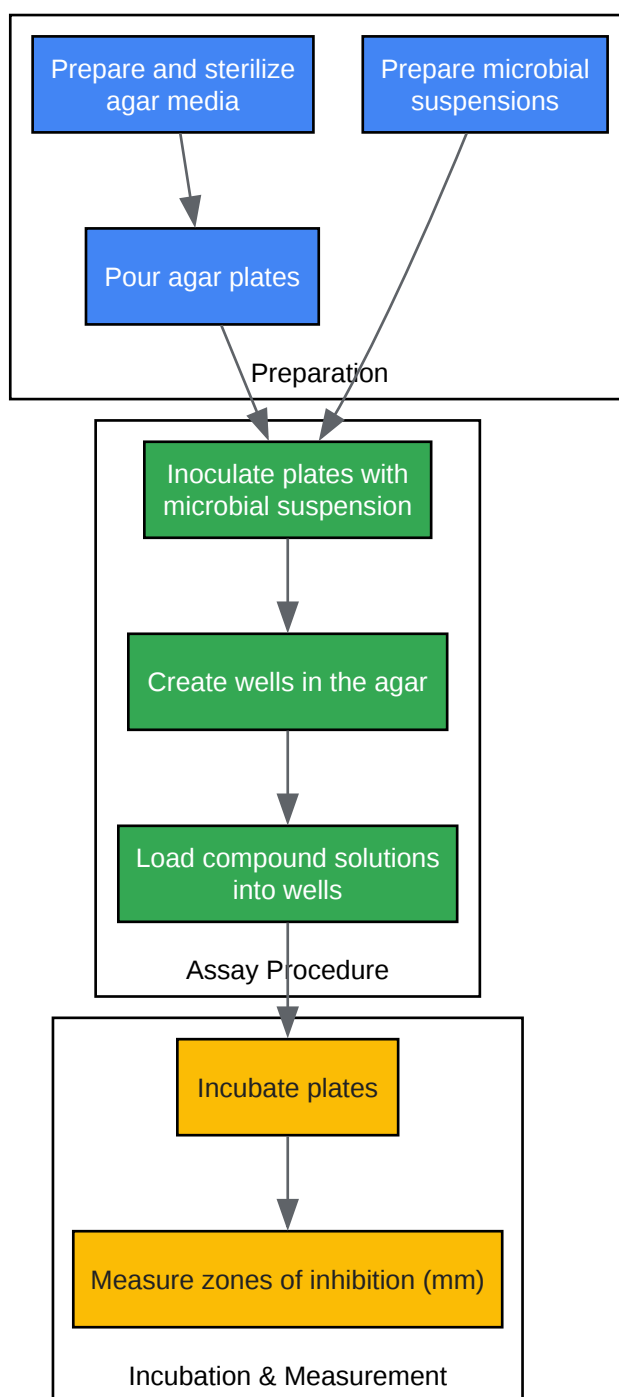 Prepare and sterilize
agar media
Prepare microbial
suspensions
Pour agar plates
Preparation
Inoculate plates with
microbial suspension
Create wells in the agar
Load compound solutions
into wells
Assay Procedure
Incubate plates
Measure zones of inhibition (mm)
Incubation & Measurement